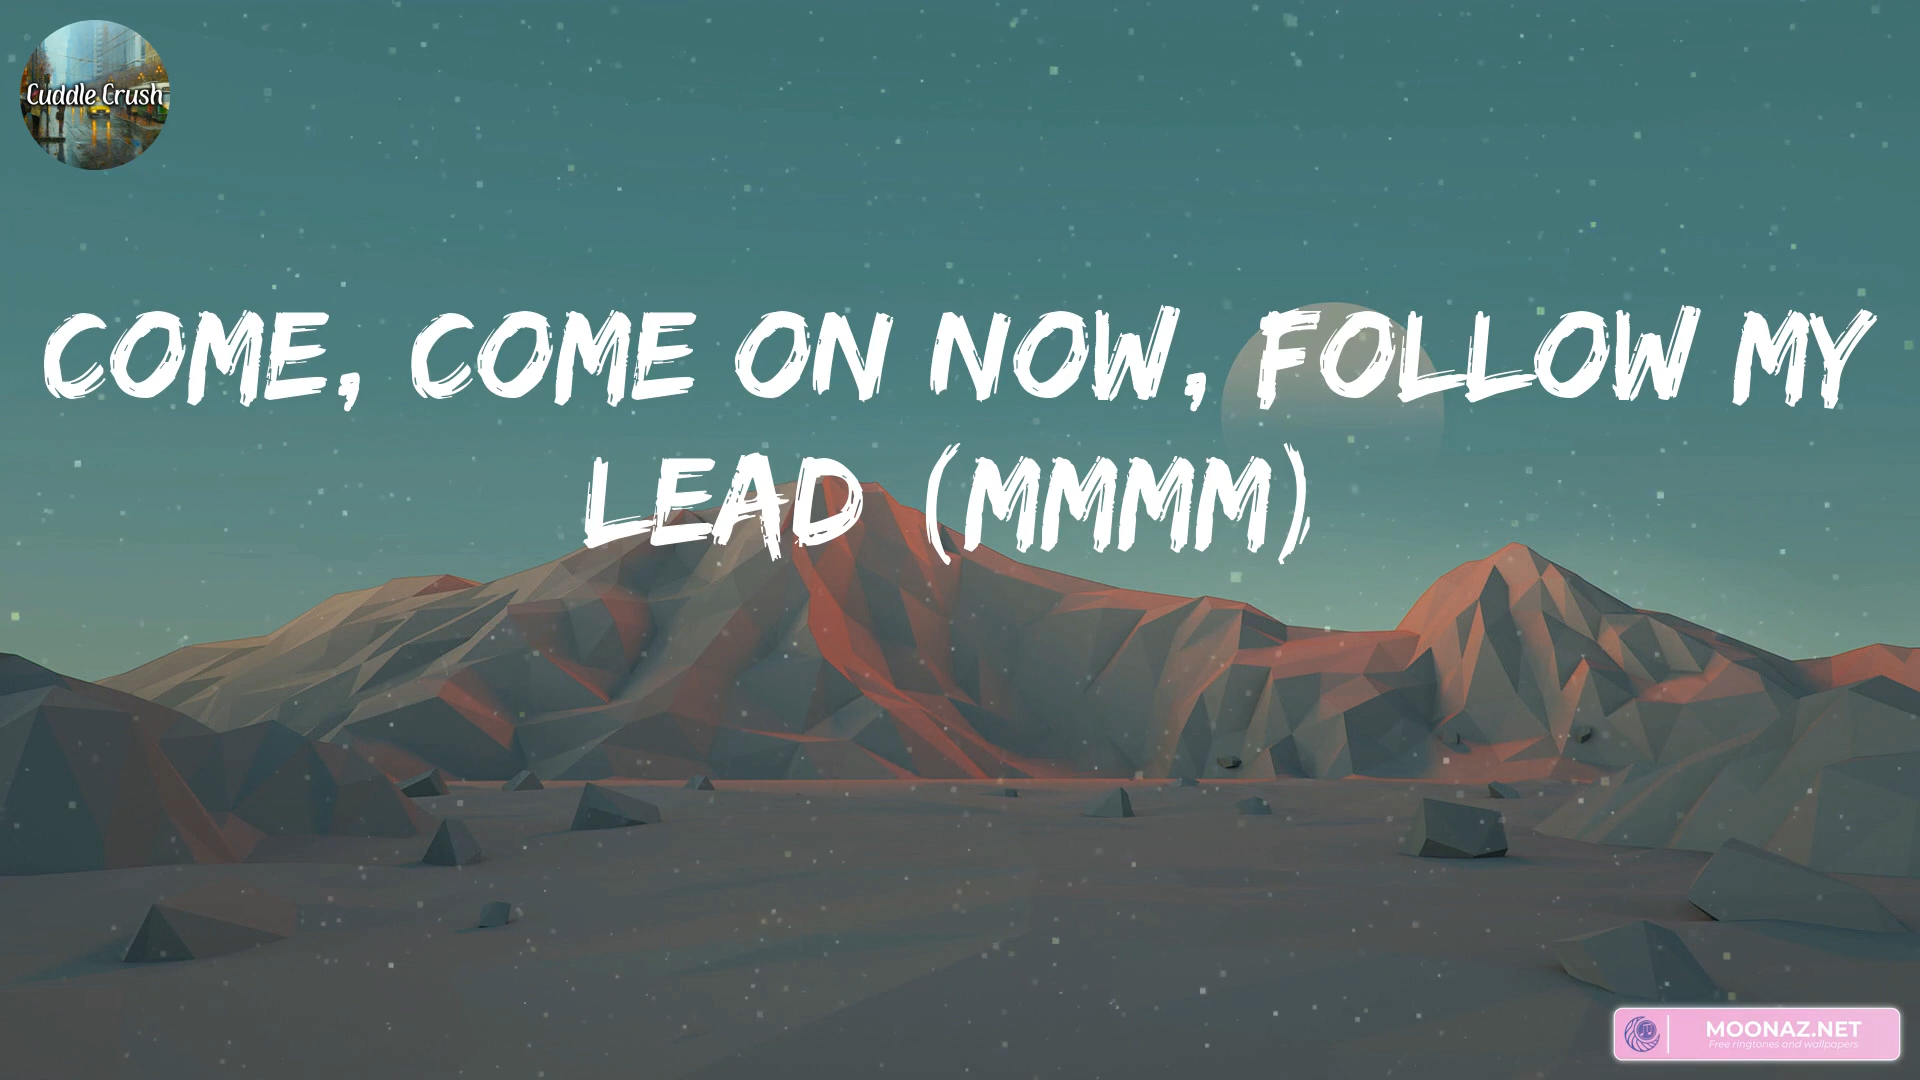 Cuddle Crush
COME, COME ON NOW, FOLLOW MY
LEAD (MMMM)
MOONAZ.NET
Free ringtones and wallpapers